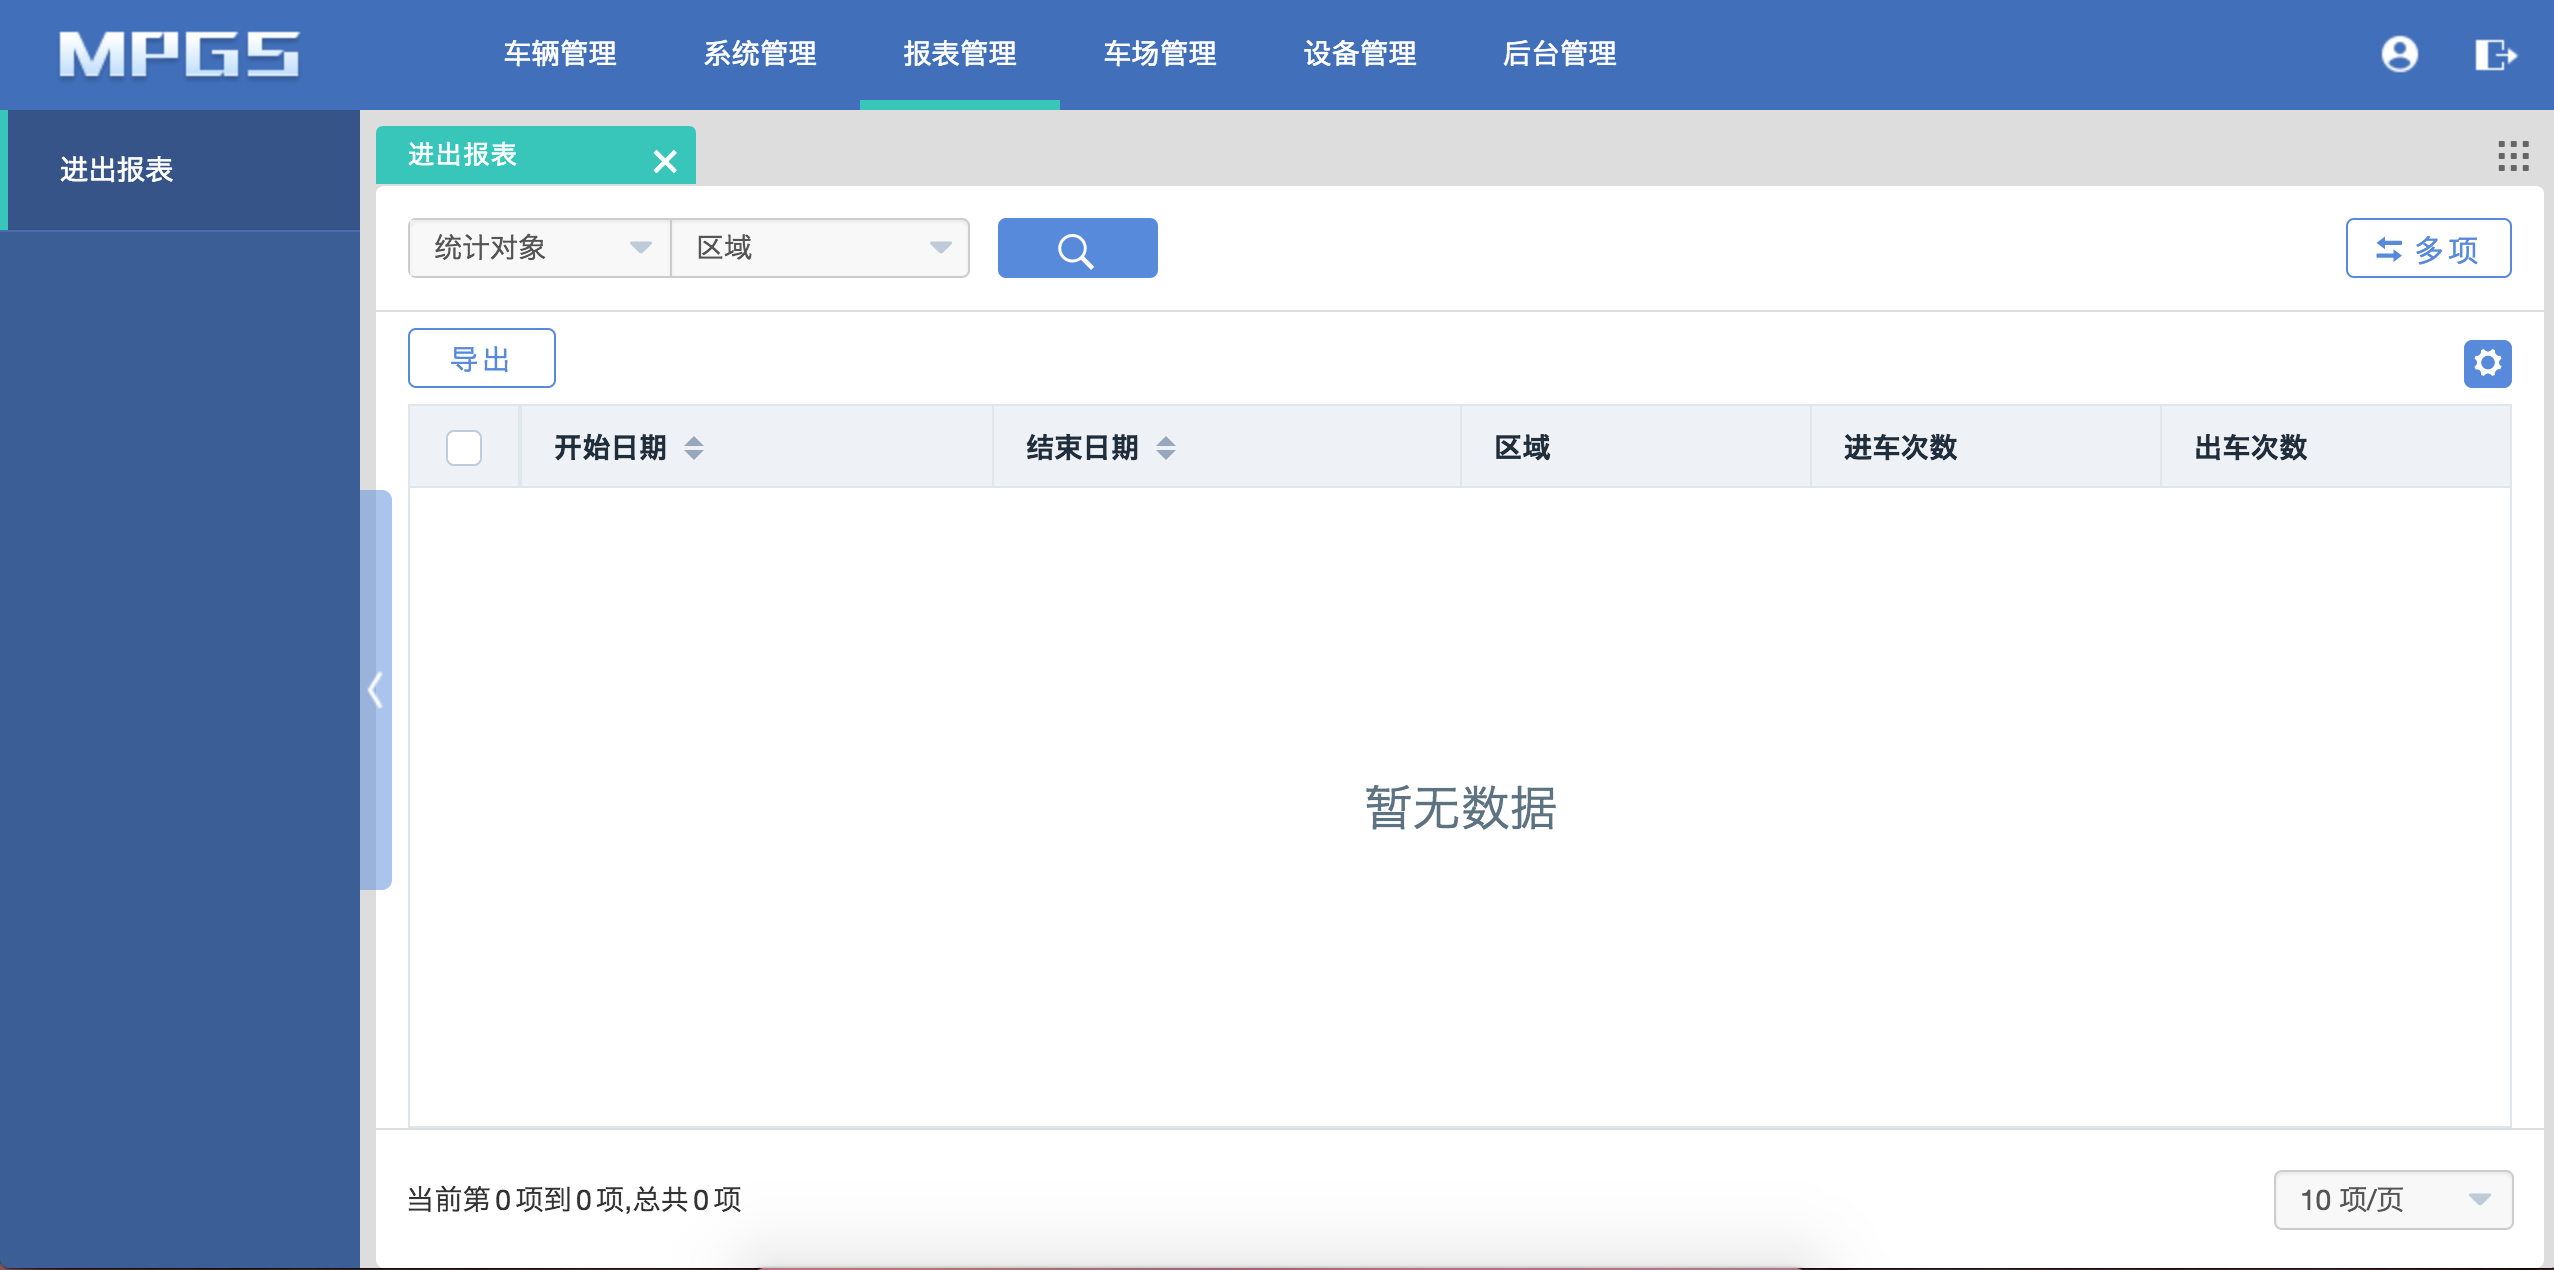 MPGS
车辆管理
系统管理
报表管理
车场管理
设备管理
后台管理
进出报表
进出报表
统计对象
区域
多项
导出
开始日期
结束日期
区域
进车次数
出车次数
暂无数据
当前第0项到0项,总共0项
10 项/页